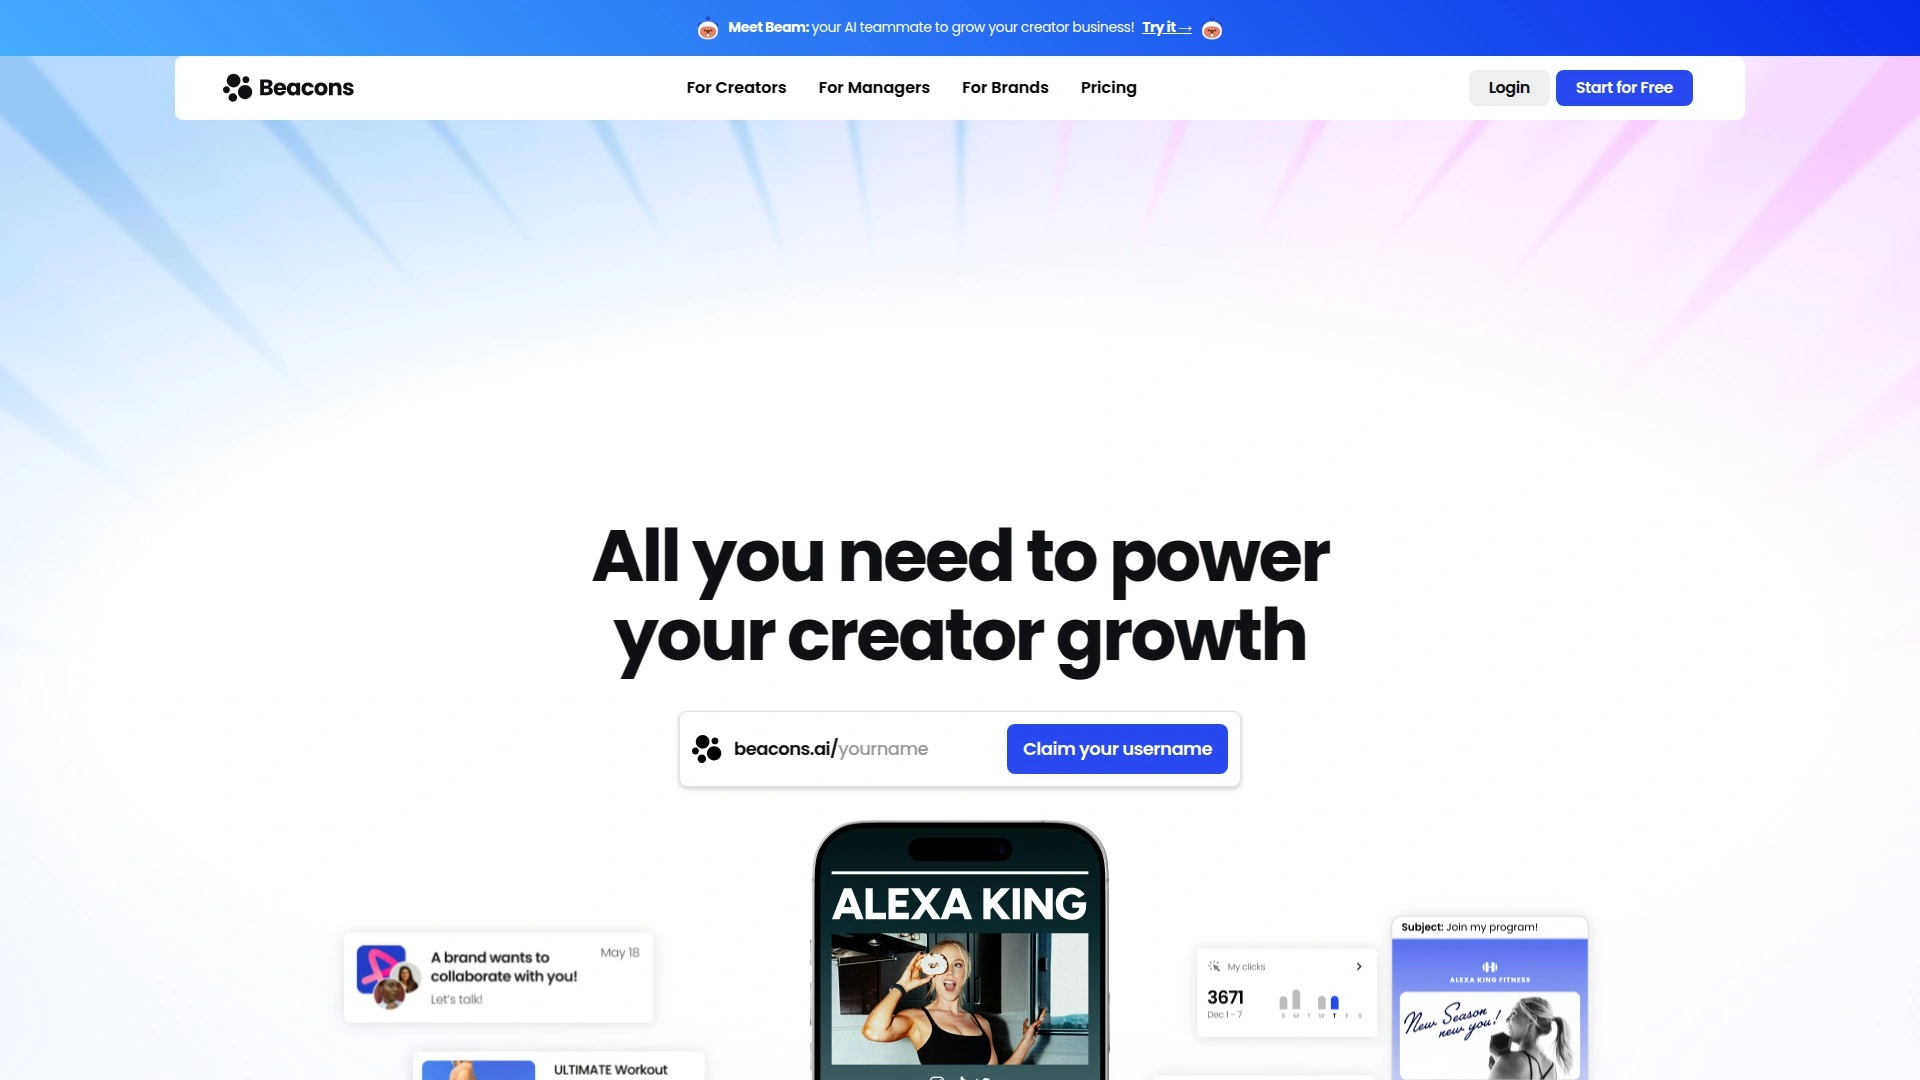 Meet Beam: your AI teammate to grow your creator business! Try it →
Beacons
For Creators
For Managers
For Brands
Pricing
Login
Start for Free
All you need to power
your creator growth
beacons.ai/yourname
Claim your username
ALEXA KING
A brand wants to
collaborate with you!
May 18
Let's talk!
ULTIMATE Workout
My clicks
3671
Dec 1 - 7
S M T W T F S
Subject: Join my program!
ALEXA KING FITNESS
New Season
new you!